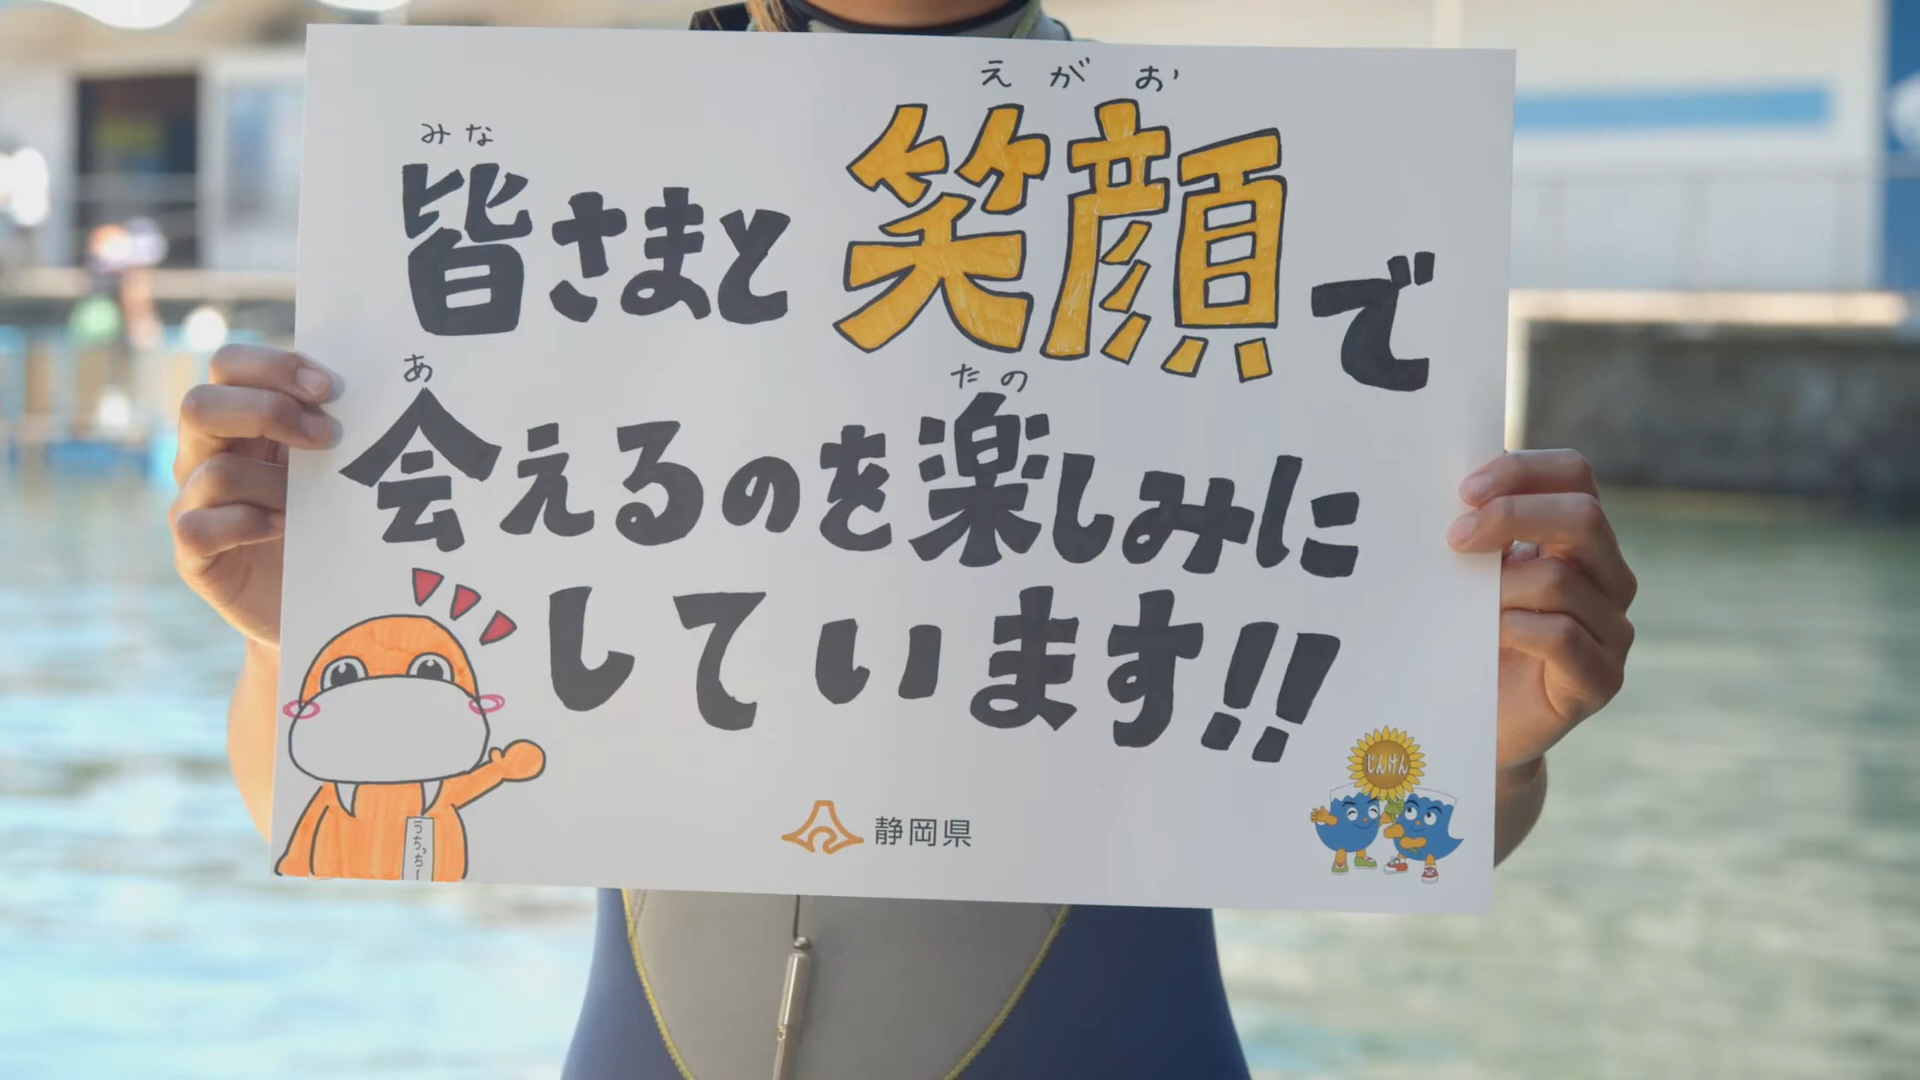 えがお
みな
皆さまと笑顔で
あ たの
会えるのを楽しみに
しています!!
うちっちー
静岡県
じんけん